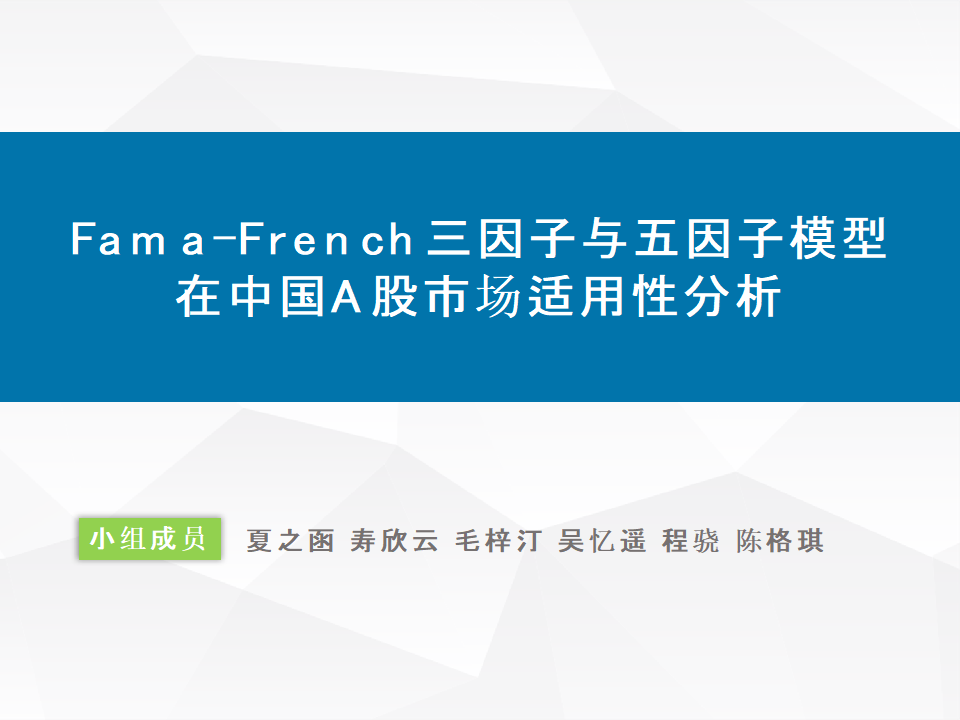 Fama-French三因子与五因子模型
在中国A股市场适用性分析
小组成员 夏之函 寿欣云 毛梓汀 吴忆遥 程骁 陈格琪